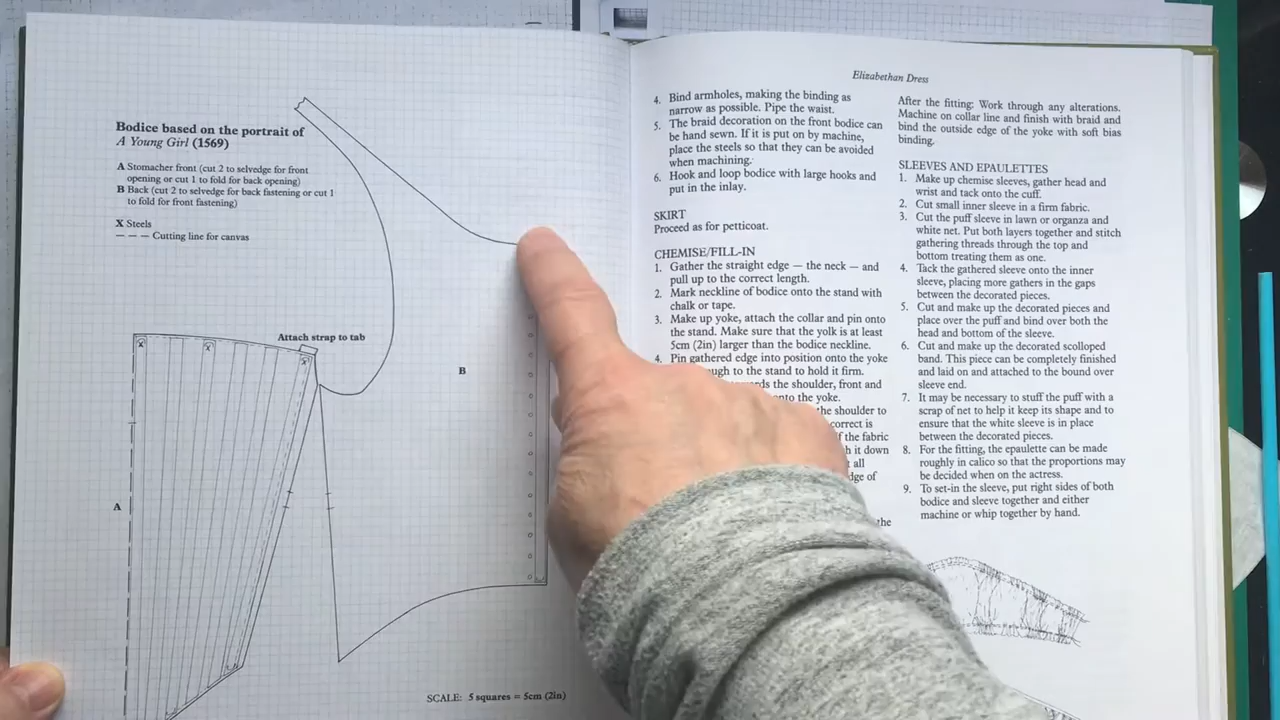 Bodice based on the portrait of
A Young Girl (1569)
A Stomacher front (cut 2 to selvedge for front
opening or cut 1 to fold for back opening)
B Back (cut 2 to selvedge for back fastening or cut 1
to fold for front fastening)
X Steels
— — — Cutting line for canvas
Attach strap to tab
X
X
X
B
A
SCALE: 5 squares = 5cm (2in)
Elizabethan Dress
4. Bind armholes, making the binding as
narrow as possible. Pipe the waist.
5. The braid decoration on the front bodice can
be hand sewn. If it is put on by machine,
place the steels so that they can be avoided
when machining.
6. Hook and loop bodice with large hooks and
put in the inlay.
SKIRT
Proceed as for petticoat.
CHEMISE/FILL-IN
1. Gather the straight edge — the neck — and
pull up to the correct length.
2. Mark neckline of bodice onto the stand with
chalk or tape.
3. Make up yoke, attach the collar and pin onto
the stand. Make sure that the yolk is at least
5cm (2in) larger than the bodice neckline.
4. Pin gathered edge into position onto the yoke
to the stand to hold it firm.
the shoulder, front and
onto the yoke.
the shoulder to
correct is
the fabric
it down
all
of
the
After the fitting: Work through any alterations.
Machine on collar line and finish with braid and
bind the outside edge of the yoke with soft bias
binding.
SLEEVES AND EPAULETTES
1. Make up chemise sleeves, gather head and
wrist and tack onto the cuff.
2. Cut small inner sleeve in a firm fabric.
3. Cut the puff sleeve in lawn or organza and
white net. Put both layers together and stitch
gathering threads through the top and
bottom treating them as one.
4. Tack the gathered sleeve onto the inner
sleeve, placing more gathers in the gaps
between the decorated pieces.
5. Cut and make up the decorated pieces and
place over the puff and bind over both the
head and bottom of the sleeve.
6. Cut and make up the decorated scolloped
band. This piece can be completely finished
and laid on and attached to the bound over
sleeve end.
7. It may be necessary to stuff the puff with a
scrap of net to help it keep its shape and to
ensure that the white sleeve is in place
between the decorated pieces.
8. For the fitting, the epaulette can be made
roughly in calico so that the proportions may
be decided when on the actress.
9. To set-in the sleeve, put right sides of both
bodice and sleeve together and either
machine or whip together by hand.